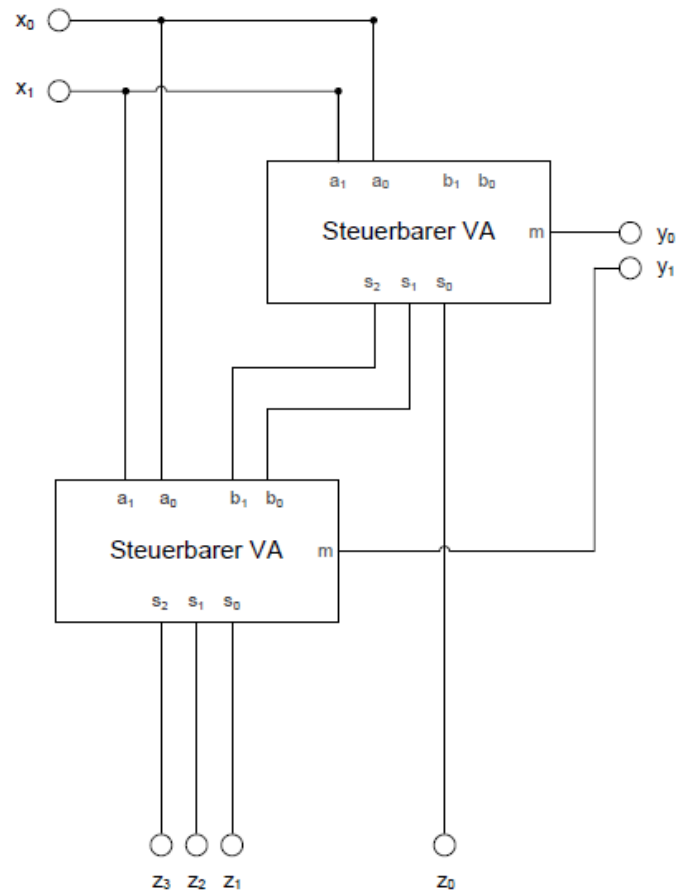 x₀
x₁
a₁ a₀ b₁ b₀
Steuerbarer VA m
y₀
y₁
s₂ s₁ s₀
a₁ a₀ b₁ b₀
Steuerbarer VA m
s₂ s₁ s₀
z₃ z₂ z₁ z₀